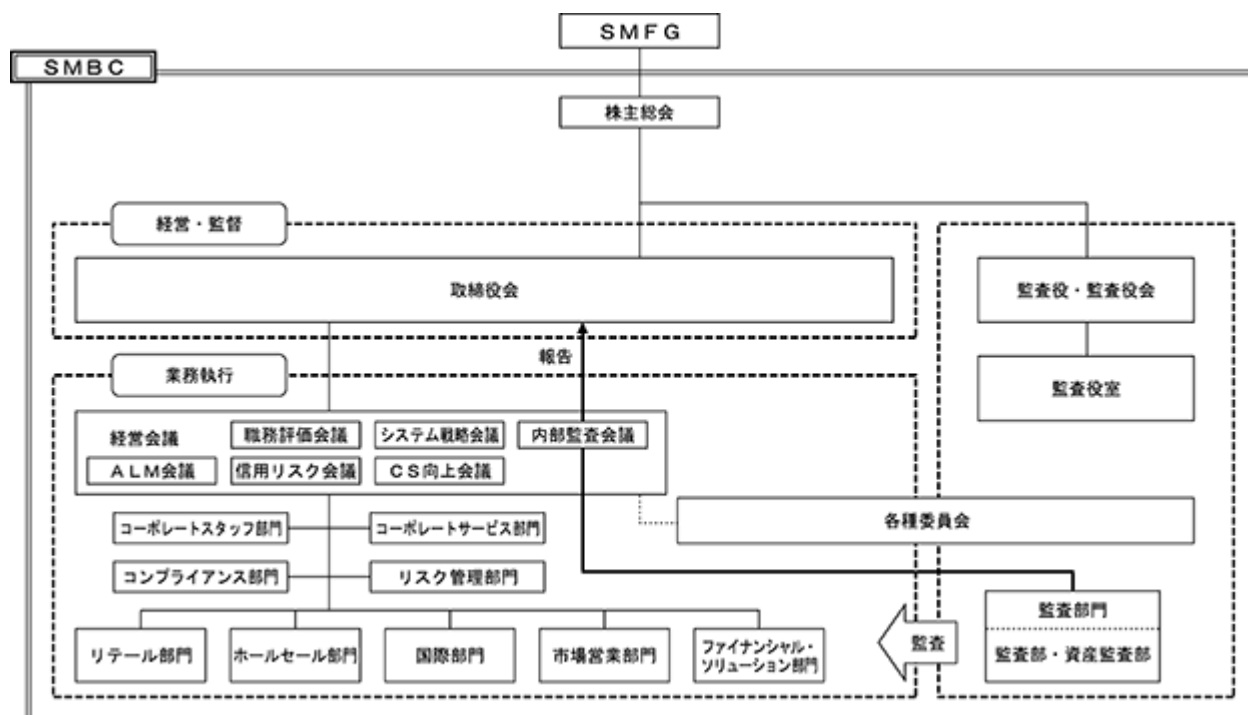 ＳＭＦＧ
ＳＭＢＣ
株主総会
経営・監督
取締役会
監査役・監査役会
報告
業務執行
監査役室
経営会議
職務評価会議
システム戦略会議
内部監査会議
ＡＬＭ会議
信用リスク会議
ＣＳ向上会議
各種委員会
コーポレートスタッフ部門
コーポレートサービス部門
コンプライアンス部門
リスク管理部門
監査部門
監査部・資産監査部
監査
リテール部門
ホールセール部門
国際部門
市場営業部門
ファイナンシャル・
ソリューション部門